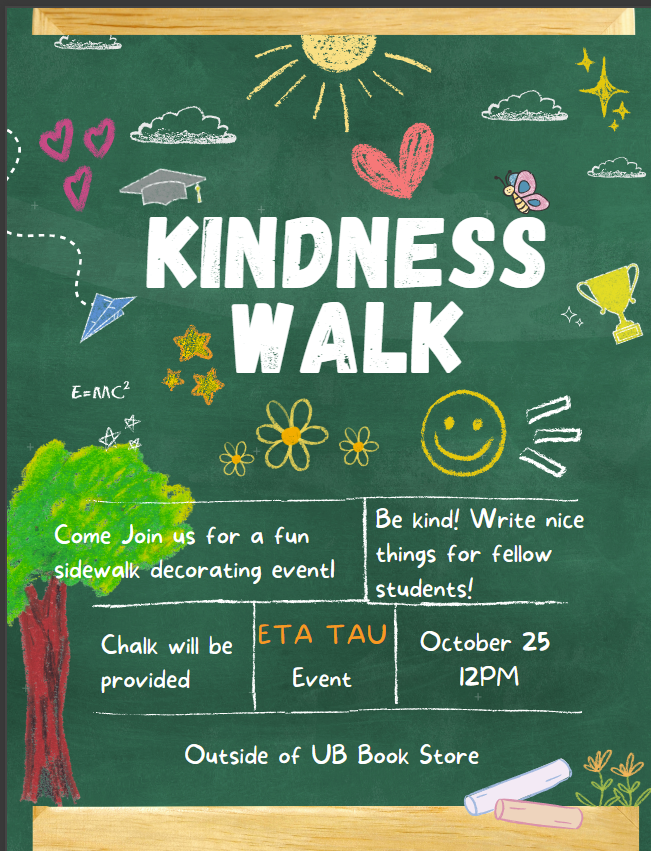 KINDNESS
WALK
E=MC²
Come Join us for a fun
sidewalk decorating event!
Be kind! Write nice
things for fellow
students!
Chalk will be
provided
ETA TAU
Event
October 25
12PM
Outside of UB Book Store